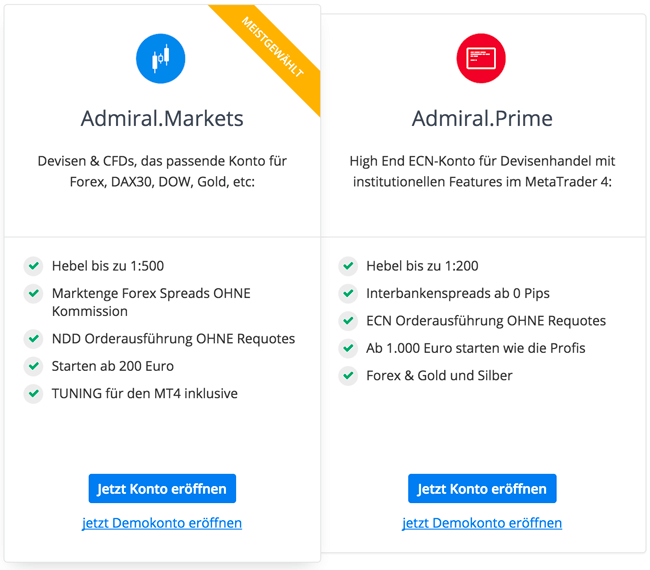 MEISTGEWÄHLT
Admiral.Markets
Devisen & CFDs, das passende Konto für
Forex, DAX30, DOW, Gold, etc:
Hebel bis zu 1:500
Marktenge Forex Spreads OHNE
Kommission
NDD Orderausführung OHNE Requotes
Starten ab 200 Euro
TUNING für den MT4 inklusive
Jetzt Konto eröffnen
jetzt Demokonto eröffnen
Admiral.Prime
High End ECN-Konto für Devisenhandel mit
institutionellen Features im MetaTrader 4:
Hebel bis zu 1:200
Interbankenspreads ab 0 Pips
ECN Orderausführung OHNE Requotes
Ab 1.000 Euro starten wie die Profis
Forex & Gold und Silber
Jetzt Konto eröffnen
jetzt Demokonto eröffnen